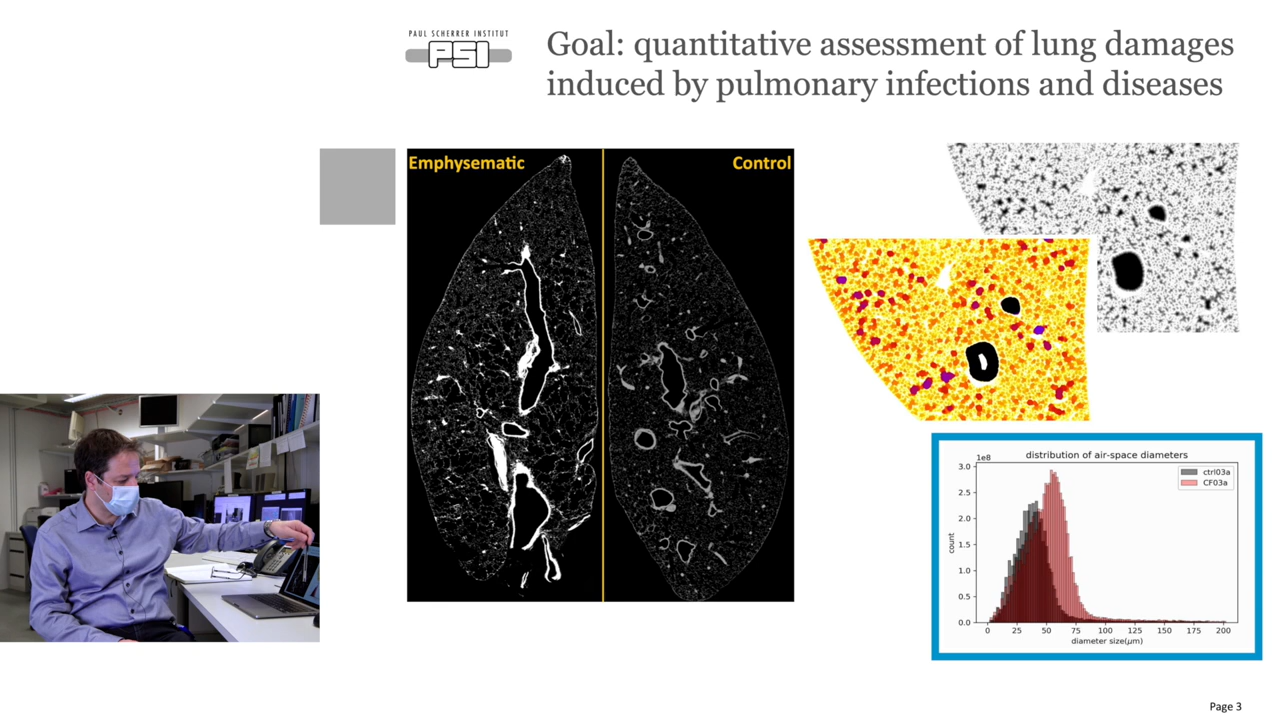 PAUL SCHERRER INSTITUT
PSI
Goal: quantitative assessment of lung damages
induced by pulmonary infections and diseases
Emphysematic
Control
distribution of air-space diameters
1e8
ctrl03a
CF03a
3.0
2.5
2.0
1.5
1.0
0.5
0.0
count
0 25 50 75 100 125 150 175 200
diameter size(μm)
Page 3